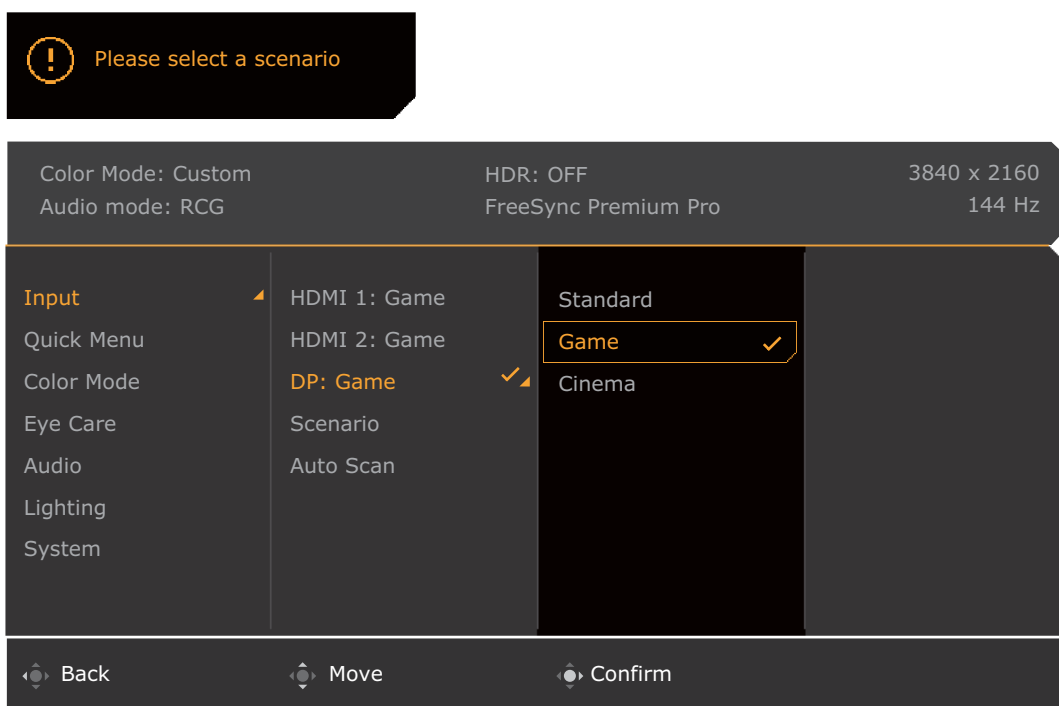 Please select a scenario
Color Mode: Custom
HDR: OFF
3840 x 2160
Audio mode: RCG
FreeSync Premium Pro
144 Hz
Input
Quick Menu
Color Mode
Eye Care
Audio
Lighting
System
HDMI 1: Game
HDMI 2: Game
DP: Game
Scenario
Auto Scan
Standard
Game
Cinema
Back
Move
Confirm